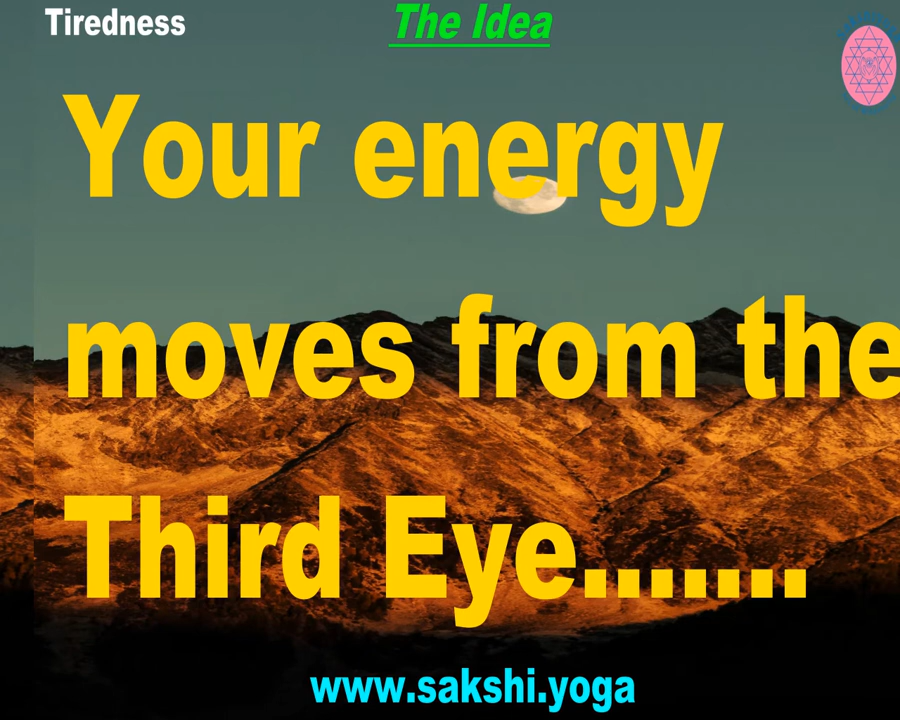 Tiredness
The Idea
Your energy
moves from the
Third Eye.......
www.sakshi.yoga